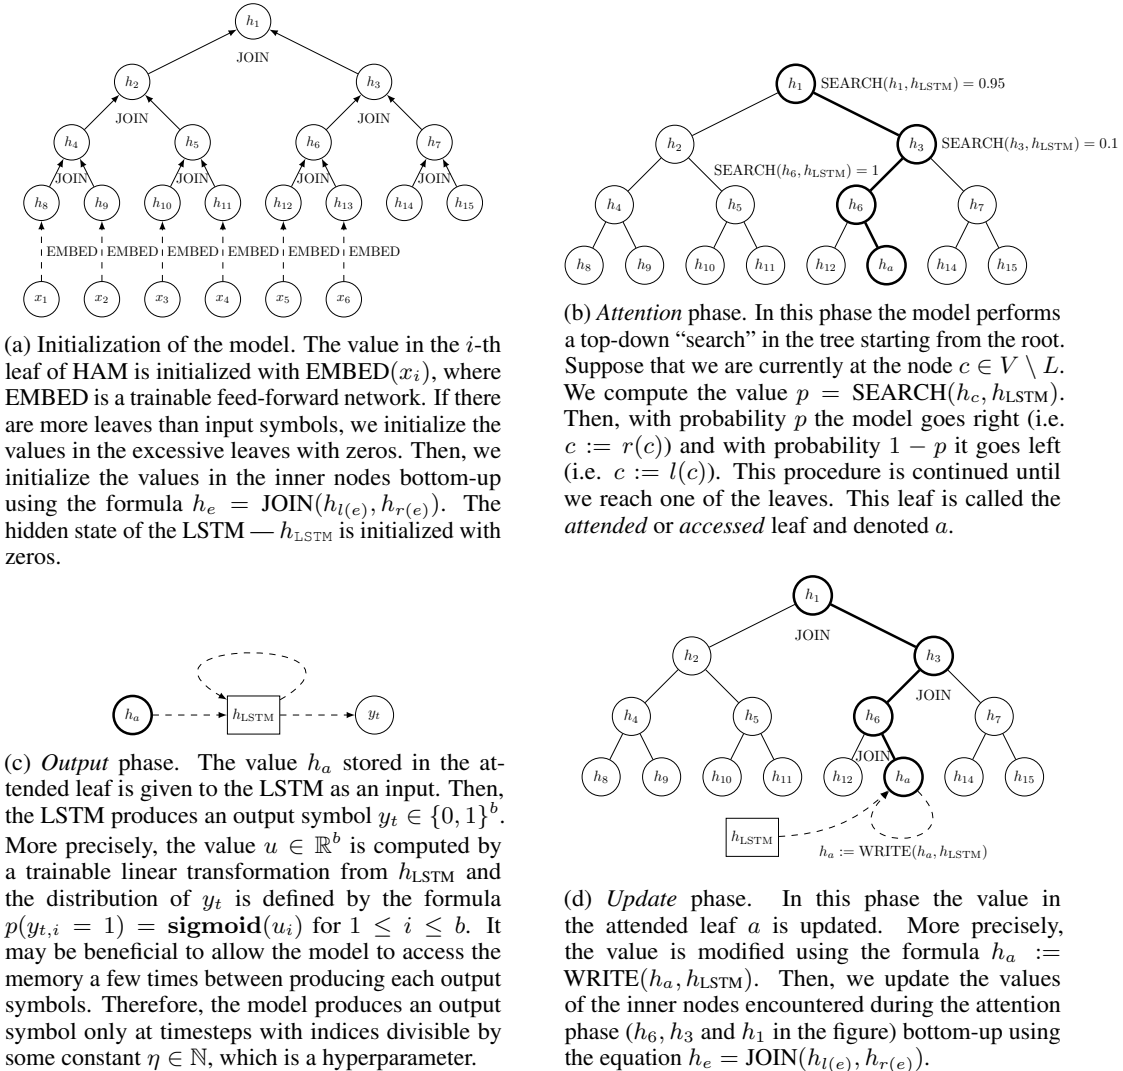 h1
JOIN
h2 h3
JOIN JOIN
h4 h5 h6 h7
JOIN JOIN JOIN JOIN
h8 h9 h10 h11 h12 h13 h14 h15
EMBED EMBED EMBED EMBED EMBED EMBED
x1 x2 x3 x4 x5 x6
(a) Initialization of the model. The value in the i-th
leaf of HAM is initialized with EMBED(xi), where
EMBED is a trainable feed-forward network. If there
are more leaves than input symbols, we initialize the
values in the excessive leaves with zeros. Then, we
initialize the values in the inner nodes bottom-up
using the formula he = JOIN(hl(e), hr(e)). The
hidden state of the LSTM — hLSTM is initialized with
zeros.
h1 SEARCH(h1, hLSTM) = 0.95
h2 h3 SEARCH(h3, hLSTM) = 0.1
SEARCH(h6, hLSTM) = 1
h4 h5 h6 h7
h8 h9 h10 h11 h12 ha h14 h15
(b) Attention phase. In this phase the model performs
a top-down “search” in the tree starting from the root.
Suppose that we are currently at the node c ∈ V \ L.
We compute the value p = SEARCH(hc, hLSTM).
Then, with probability p the model goes right (i.e.
c := r(c)) and with probability 1 − p it goes left
(i.e. c := l(c)). This procedure is continued until
we reach one of the leaves. This leaf is called the
attended or accessed leaf and denoted a.
ha hLSTM yt
(c) Output phase. The value ha stored in the at-
tended leaf is given to the LSTM as an input. Then,
the LSTM produces an output symbol yt ∈ {0, 1}^b.
More precisely, the value u ∈ ℝ^b is computed by
a trainable linear transformation from hLSTM and
the distribution of yt is defined by the formula
p(yt,i = 1) = sigmoid(ui) for 1 ≤ i ≤ b. It
may be beneficial to allow the model to access the
memory a few times between producing each output
symbols. Therefore, the model produces an output
symbol only at timesteps with indices divisible by
some constant η ∈ ℕ, which is a hyperparameter.
h1
JOIN
h2 h3
JOIN
h4 h5 h6 h7
JOIN
h8 h9 h10 h11 h12 ha h14 h15
hLSTM
ha := WRITE(ha, hLSTM)
(d) Update phase. In this phase the value in
the attended leaf a is updated. More precisely,
the value is modified using the formula ha :=
WRITE(ha, hLSTM). Then, we update the values
of the inner nodes encountered during the attention
phase (h6, h3 and h1 in the figure) bottom-up using
the equation he = JOIN(hl(e), hr(e)).